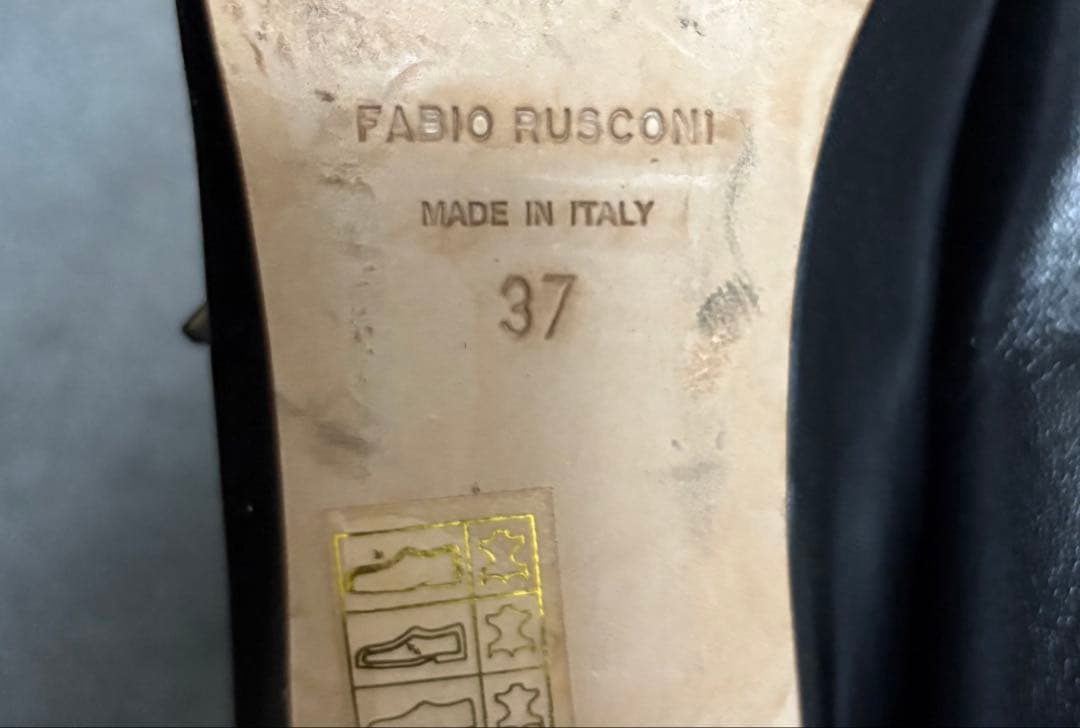 FABIO RUSCONI
MADE IN ITALY
37